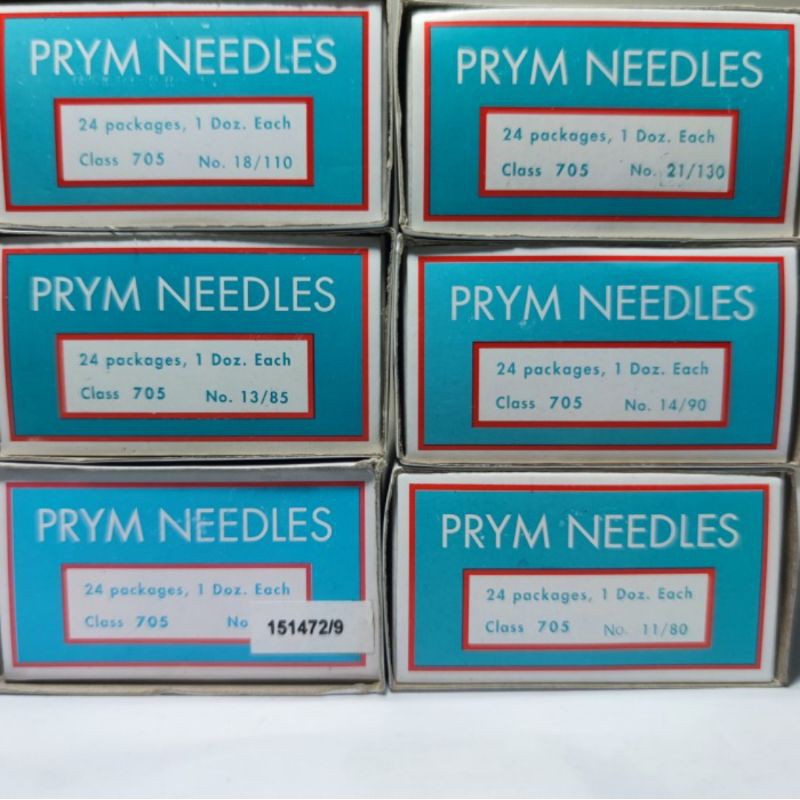 PRYM NEEDLES
24 packages, 1 Doz. Each
Class 705 No. 18/110
PRYM NEEDLES
24 packages, 1 Doz. Each
Class 705 No. 21/130
PRYM NEEDLES
24 packages, 1 Doz. Each
Class 705 No. 13/85
PRYM NEEDLES
24 packages, 1 Doz. Each
Class 705 No. 14/90
PRYM NEEDLES
24 packages, 1 Doz. Each
Class 705 No
151472/9
PRYM NEEDLES
24 packages, 1 Doz. Each
Class 705 No. 11/80